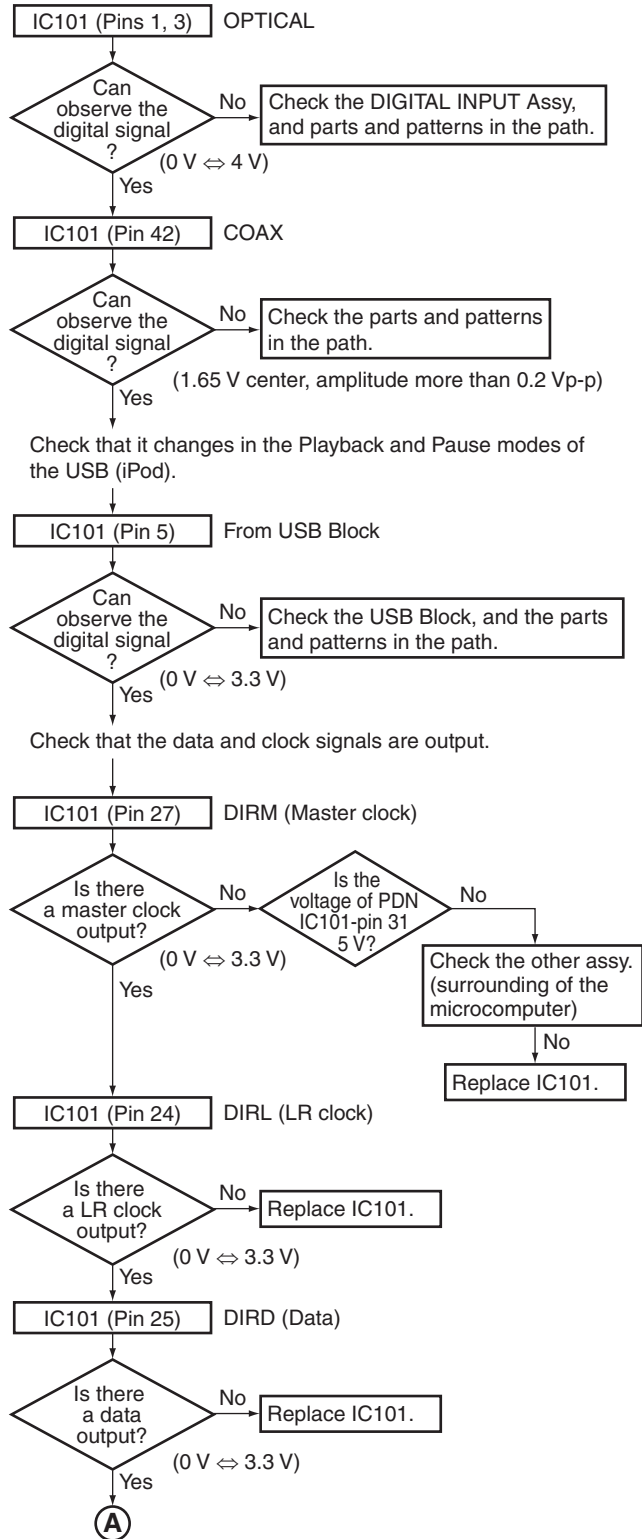 IC101 (Pins 1, 3) OPTICAL
Can
observe the
digital signal
?
No
Check the DIGITAL INPUT Assy,
and parts and patterns in the path.
(0 V ⇔ 4 V)
Yes
IC101 (Pin 42) COAX
Can
observe the
digital signal
?
No
Check the parts and patterns
in the path.
(1.65 V center, amplitude more than 0.2 Vp-p)
Yes
Check that it changes in the Playback and Pause modes of
the USB (iPod).
IC101 (Pin 5) From USB Block
Can
observe the
digital signal
?
No
Check the USB Block, and the parts
and patterns in the path.
(0 V ⇔ 3.3 V)
Yes
Check that the data and clock signals are output.
IC101 (Pin 27) DIRM (Master clock)
Is there
a master clock
output?
No
(0 V ⇔ 3.3 V)
Yes
Is the
voltage of PDN
IC101-pin 31
5 V?
No
Check the other assy.
(surrounding of the
microcomputer)
No
Replace IC101.
IC101 (Pin 24) DIRL (LR clock)
Is there
a LR clock
output?
No
Replace IC101.
(0 V ⇔ 3.3 V)
Yes
IC101 (Pin 25) DIRD (Data)
Is there
a data
output?
No
Replace IC101.
(0 V ⇔ 3.3 V)
Yes
A